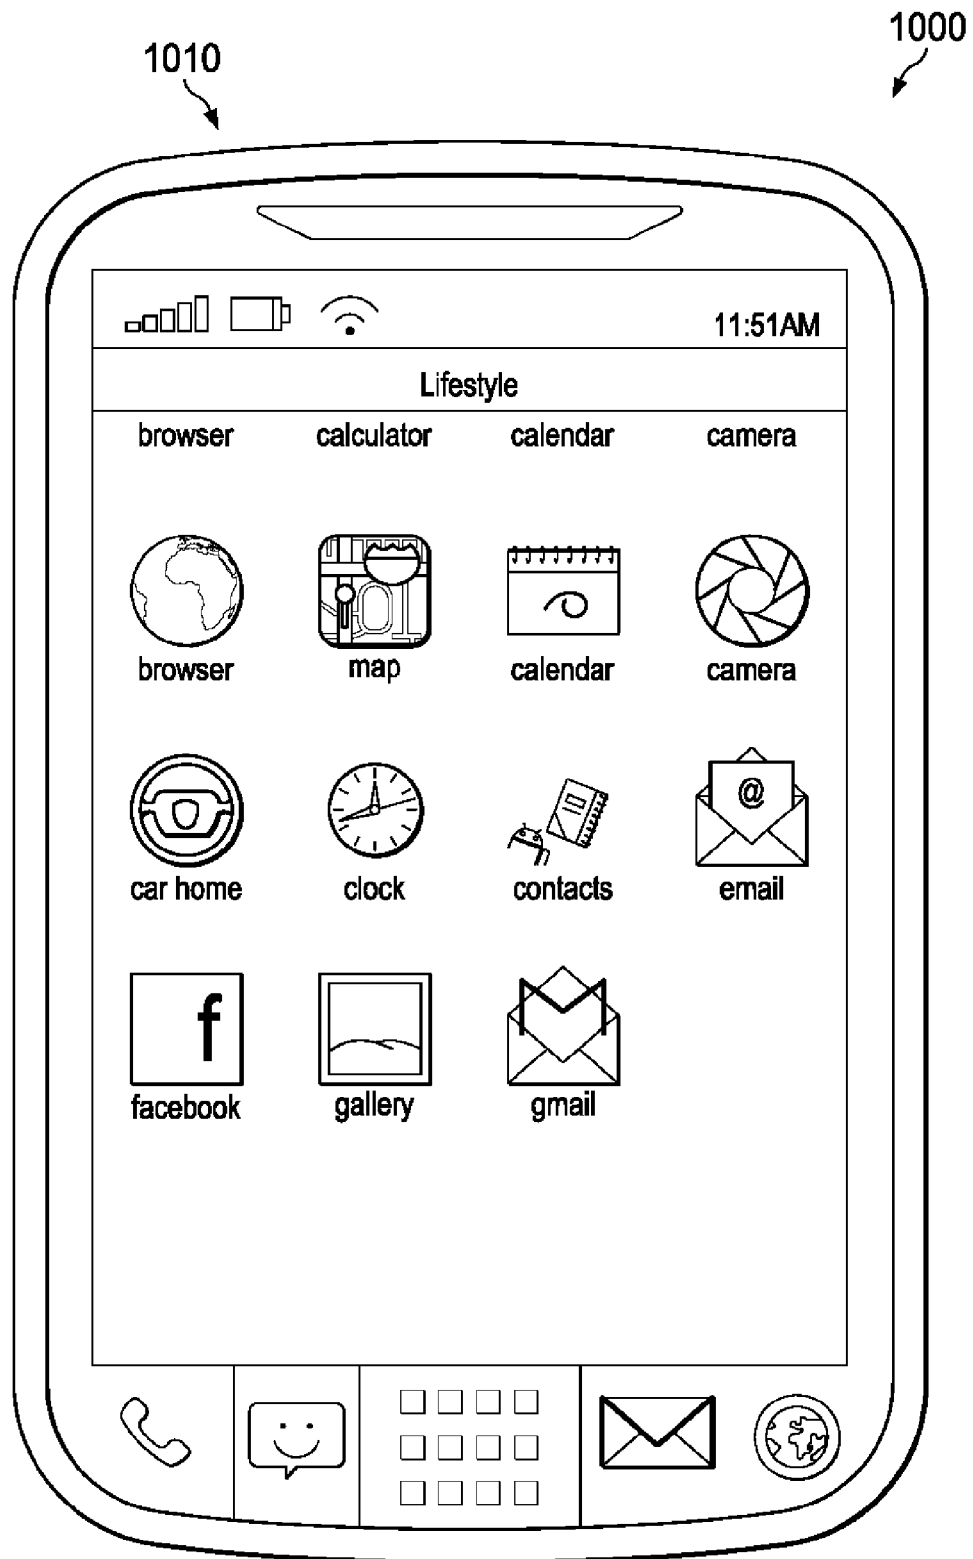 1000
1010
11:51AM
Lifestyle
browser calculator calendar camera
browser map calendar camera
@
car home clock contacts email
f
facebook gallery gmail